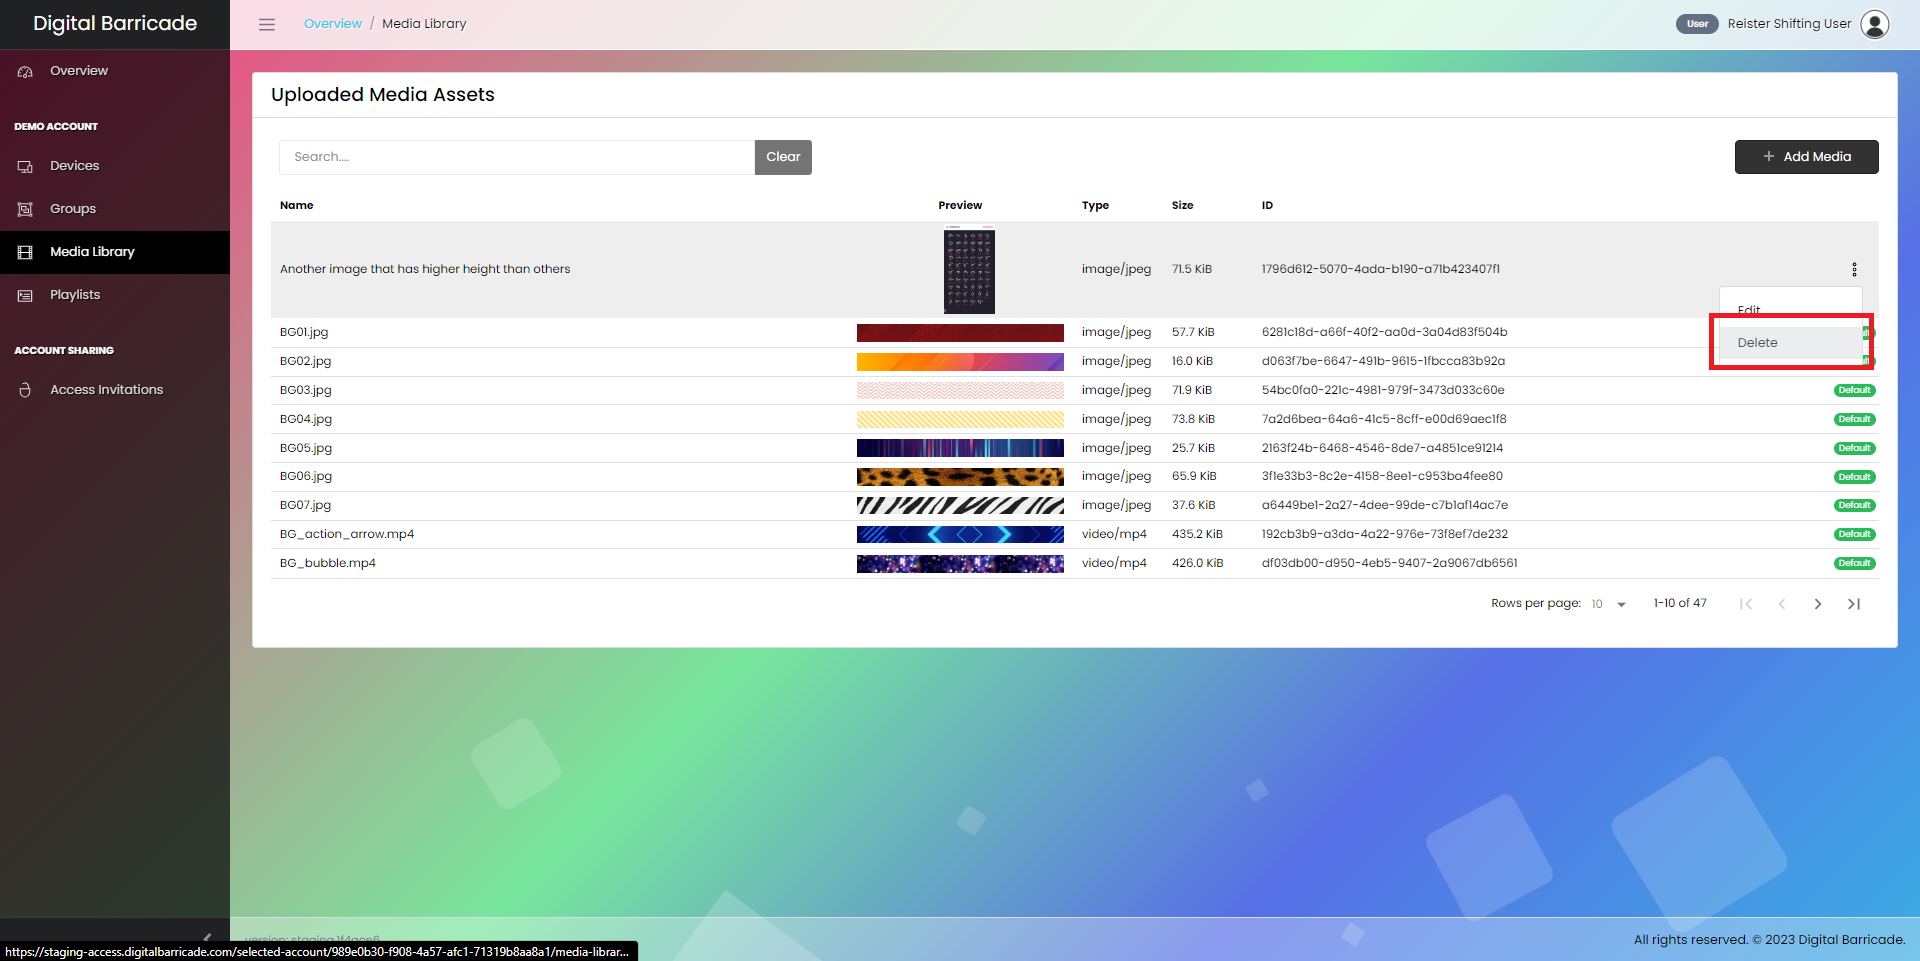 Digital Barricade
Overview / Media Library
User Reister Shifting User
Overview
DEMO ACCOUNT
Devices
Groups
Media Library
Playlists
ACCOUNT SHARING
Access Invitations
Uploaded Media Assets
Search....
Clear
+ Add Media
Name Preview Type Size ID
Another image that has higher height than others image/jpeg 71.5 KiB 1796d612-5070-4ada-b190-a71b423407f1
Edit
Delete
BG01.jpg image/jpeg 57.7 KiB 6281c18d-a66f-40f2-aa0d-3a04d83f504b
BG02.jpg image/jpeg 16.0 KiB d063f7be-6647-491b-9615-1fbcca83b92a
BG03.jpg image/jpeg 71.9 KiB 54bc0fa0-221c-4981-979f-3473d033c60e Default
BG04.jpg image/jpeg 73.8 KiB 7a2d6bea-64a6-41c5-8cff-e00d69aec1f8 Default
BG05.jpg image/jpeg 25.7 KiB 2163f24b-6468-4546-8de7-a4851ce91214 Default
BG06.jpg image/jpeg 65.9 KiB 3f1e33b3-8c2e-4158-8ee1-c953ba4fee80 Default
BG07.jpg image/jpeg 37.6 KiB a6449be1-2a27-4dee-99de-c7b1af14ac7e Default
BG_action_arrow.mp4 video/mp4 435.2 KiB 192cb3b9-a3da-4a22-976e-73f8ef7de232 Default
BG_bubble.mp4 video/mp4 426.0 KiB df03db00-d950-4eb5-9407-2a9067db6561 Default
Rows per page: 10 1-10 of 47
version: staging
All rights reserved. © 2023 Digital Barricade.
https://staging-access.digitalbarricade.com/selected-account/989e0b30-f908-4a57-afc1-71319b8aa8a1/media-librar...